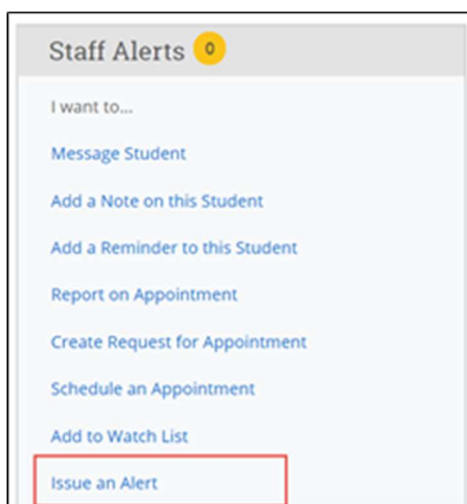 Staff Alerts 0
I want to...
Message Student
Add a Note on this Student
Add a Reminder to this Student
Report on Appointment
Create Request for Appointment
Schedule an Appointment
Add to Watch List
Issue an Alert